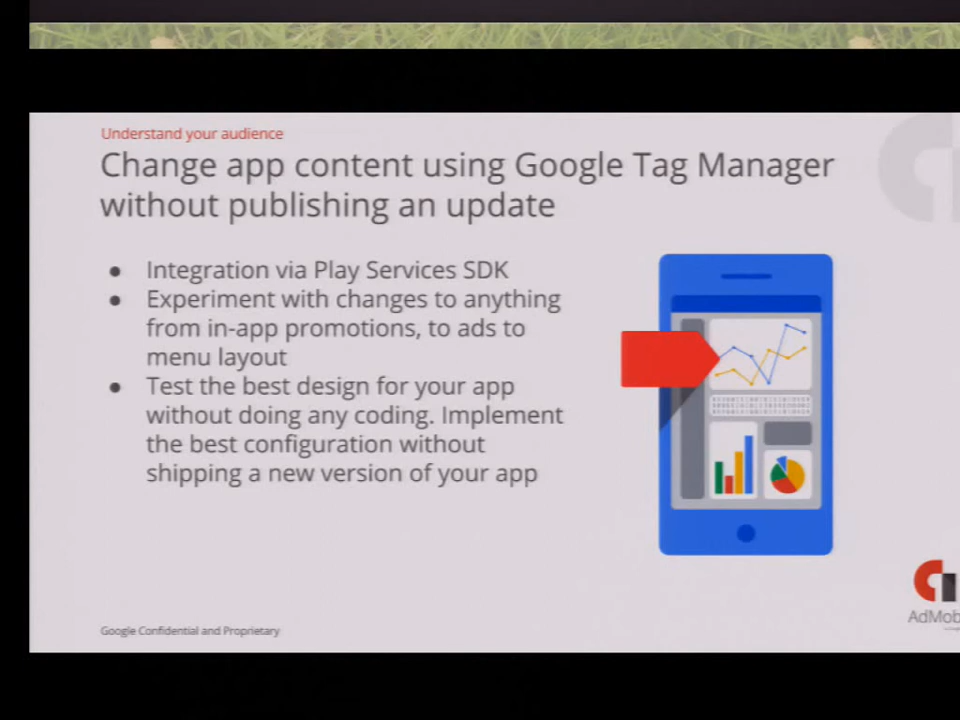 Understand your audience
Change app content using Google Tag Manager
without publishing an update
● Integration via Play Services SDK
● Experiment with changes to anything
from in-app promotions, to ads to
menu layout
● Test the best design for your app
without doing any coding. Implement
the best configuration without
shipping a new version of your app
Google Confidential and Proprietary
AdMob